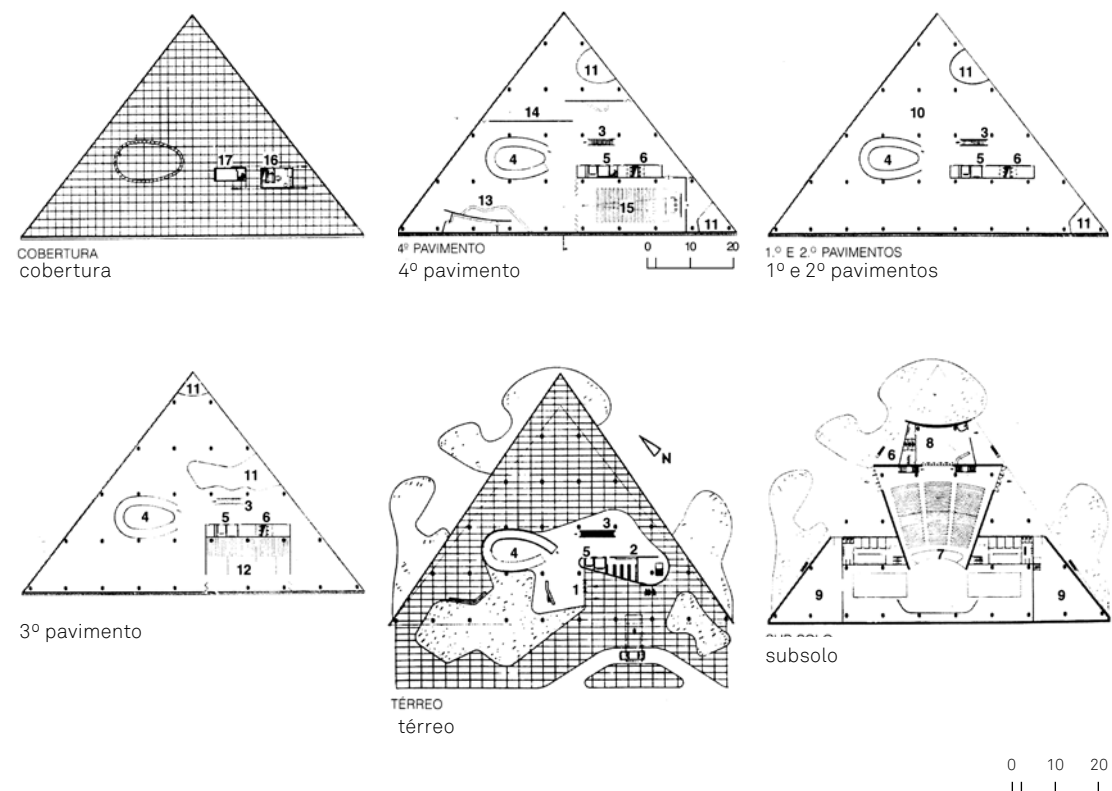 17
16
COBERTURA
cobertura
11
14
3
4
5
6
13
15
11
4º PAVIMENTO
4º pavimento
0 10 20
11
10
3
4
5
6
11
1.º E 2.º PAVIMENTOS
1º e 2º pavimentos
11
11
3
4
5
6
12
3º pavimento
N
3
4
5
2
1
TÉRREO
térreo
8
6
7
9
9
subsolo
0 10 20